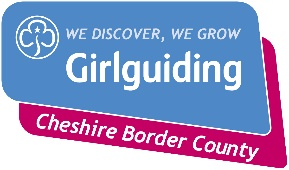 WE DISCOVER, WE GROW
Girlguiding
Cheshire Border County